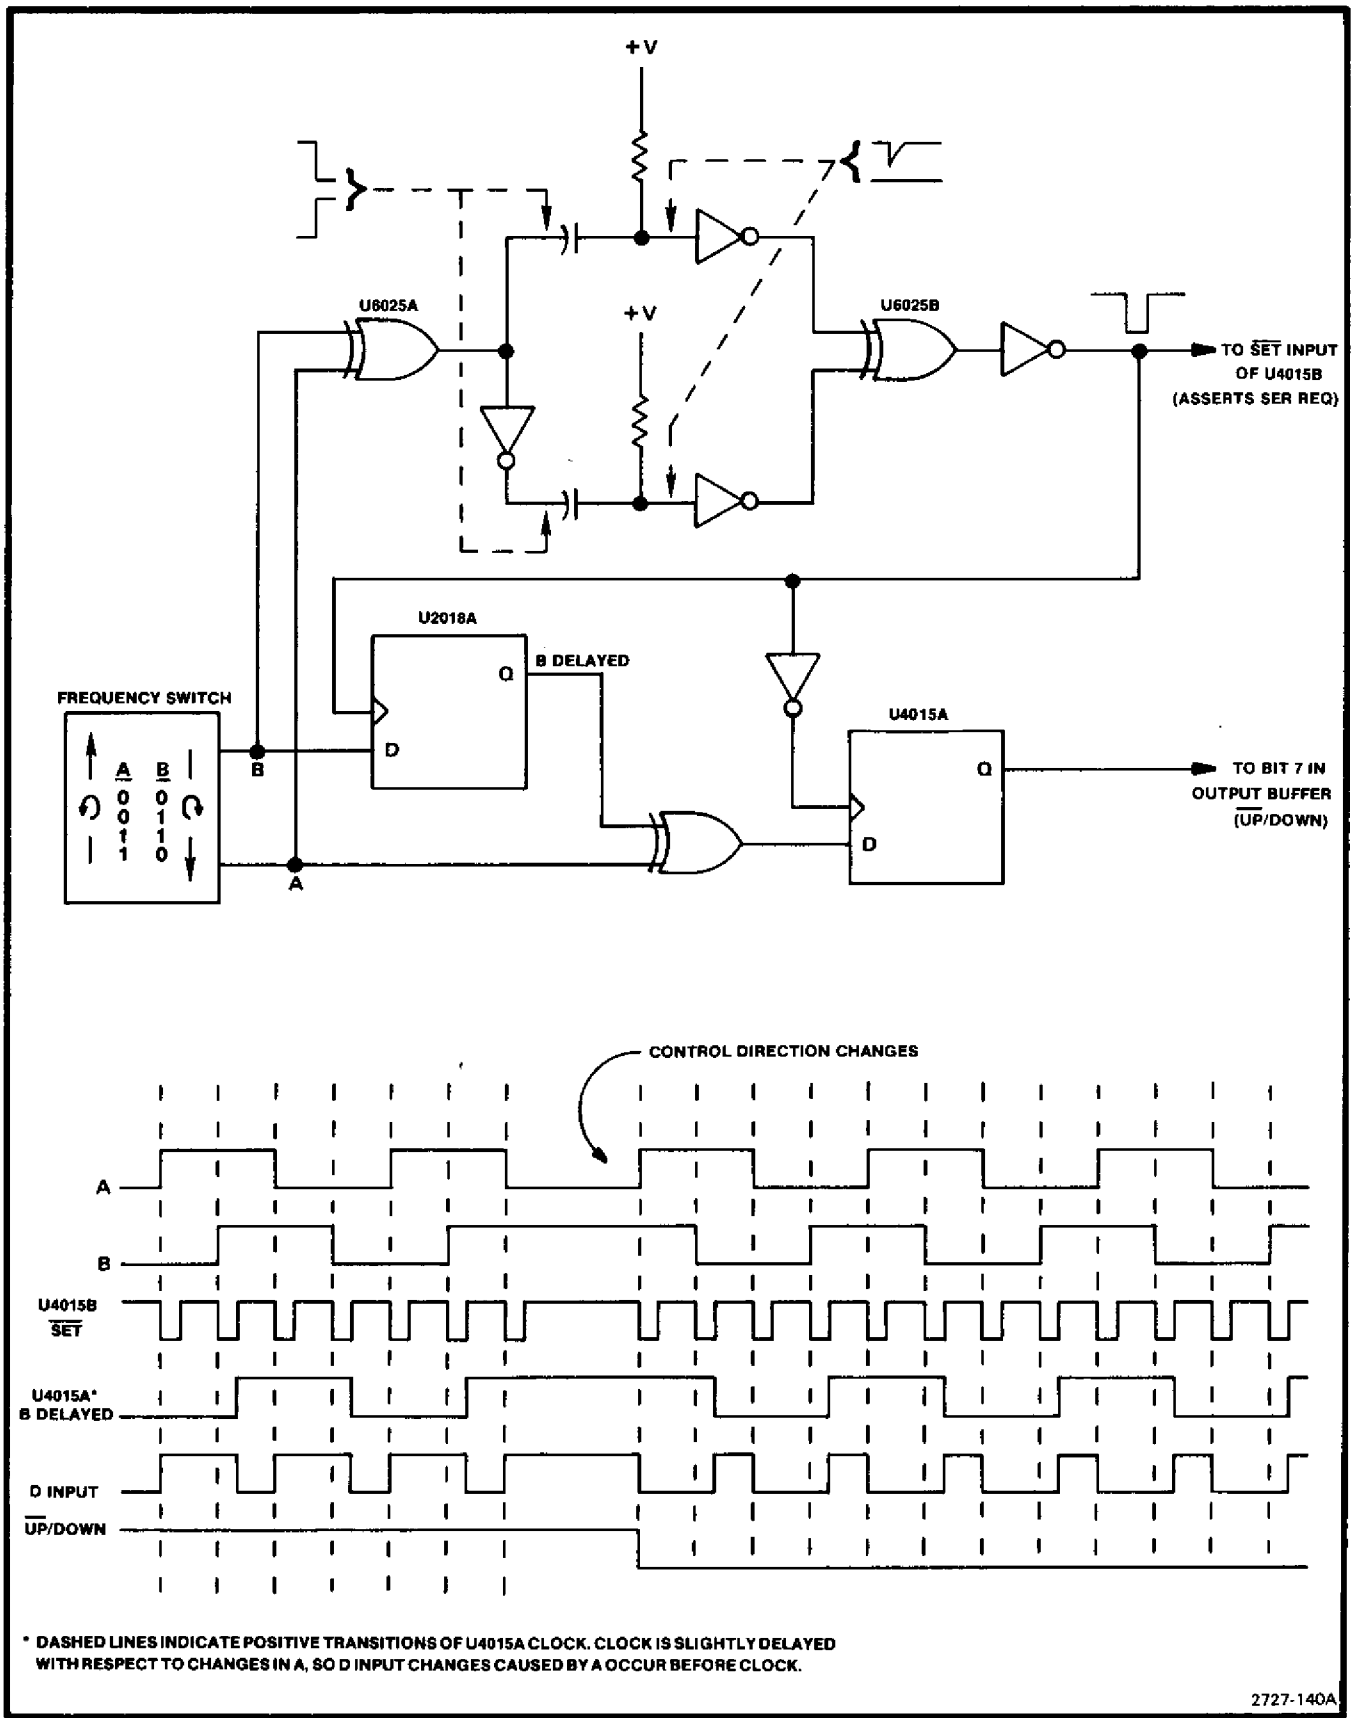 +V
U6025A
+V
U6025B
TO SET INPUT
OF U4015B
(ASSERTS SER REQ)
U2018A
Q
B DELAYED
D
FREQUENCY SWITCH
A B
0 0
0 1
1 1
1 0
B
A
U4015A
Q
D
TO BIT 7 IN
OUTPUT BUFFER
(UP/DOWN)
CONTROL DIRECTION CHANGES
A
B
U4015B
SET
U4015A*
B DELAYED
D INPUT
UP/DOWN
* DASHED LINES INDICATE POSITIVE TRANSITIONS OF U4015A CLOCK. CLOCK IS SLIGHTLY DELAYED
WITH RESPECT TO CHANGES IN A, SO D INPUT CHANGES CAUSED BY A OCCUR BEFORE CLOCK.
2727-140A